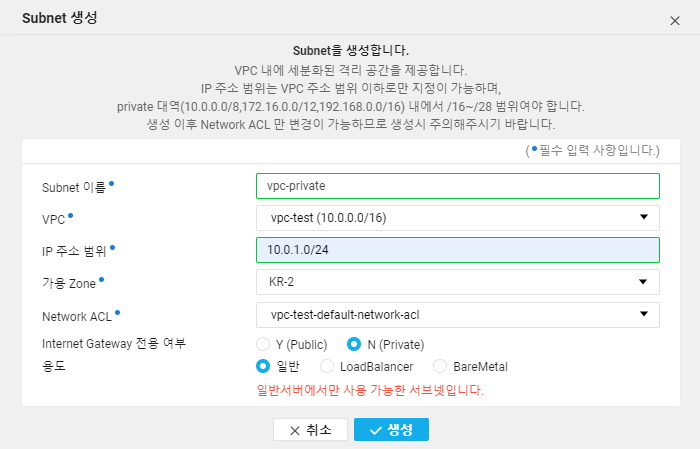 Subnet 생성
Subnet을 생성합니다.
VPC 내에 세분화된 격리 공간을 제공합니다.
IP 주소 범위는 VPC 주소 범위 이하로만 지정이 가능하며,
private 대역(10.0.0.0/8,172.16.0.0/12,192.168.0.0/16) 내에서 /16~/28 범위여야 합니다.
생성 이후 Network ACL 만 변경이 가능하므로 생성시 주의해주시기 바랍니다.
(•필수 입력 사항입니다.)
Subnet 이름• vpc-private
VPC• vpc-test (10.0.0.0/16)
IP 주소 범위• 10.0.1.0/24
가용 Zone• KR-2
Network ACL• vpc-test-default-network-acl
Internet Gateway 전용 여부 Y (Public) N (Private)
용도 일반 LoadBalancer BareMetal
일반서버에서만 사용 가능한 서브넷입니다.
취소 생성